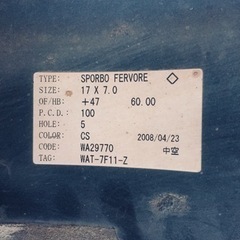 TYPE: SPORBO FERVORE ◇
SIZE: 17 X 7.0
OF/HB: +47 60.00
P.C.D: 100
HOLE: 5
COLOR: CS 2008/04/23
CODE: WA29770 中空
TAG: WAT-7F11-Z